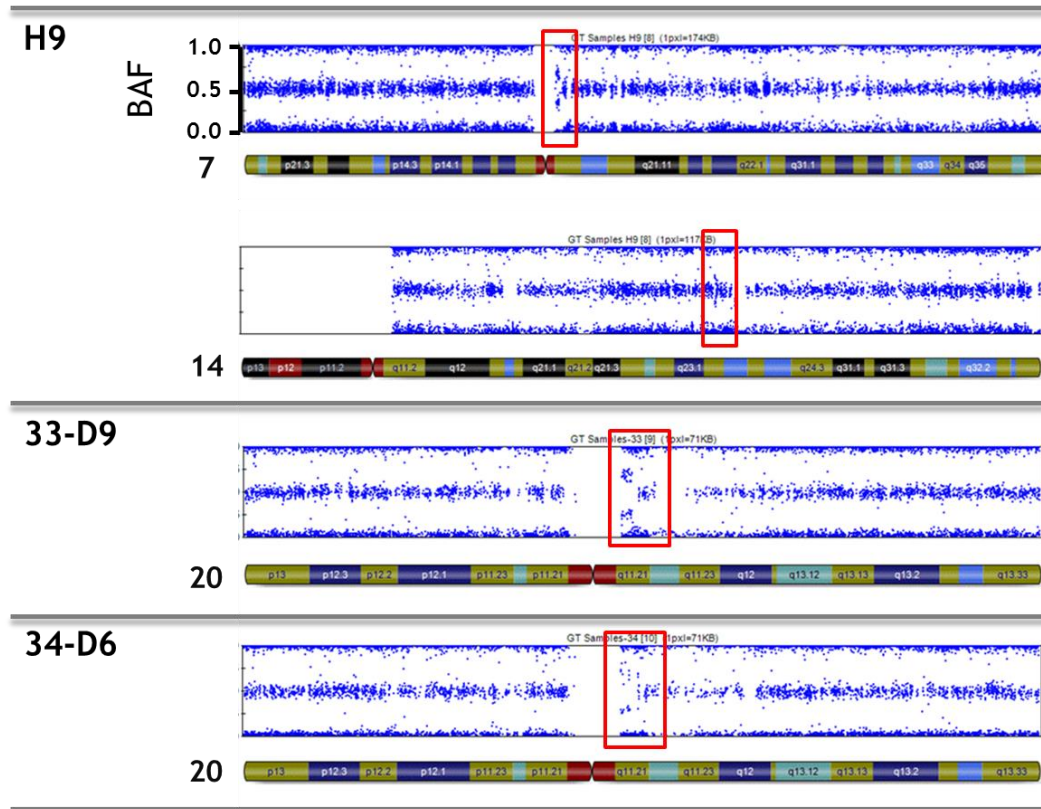 H9
GT Samples H9 [8] (1pxl=174KB)
BAF
1.0
0.5
0.0
7
p21.3 p14.3 p14.1 q21.11 q22.1 q31.1 q33 q34 q35
GT Samples H9 [8] (1pxl=117KB)
14
p13 p12 p11.2 q11.2 q12 q21.1 q21.2 q21.3 q23.1 q24.3 q31.1 q31.3 q32.2
33-D9
GT Samples-33 [9] (1pxl=71KB)
20
p13 p12.3 p12.2 p12.1 p11.23 p11.21 q11.21 q11.23 q12 q13.12 q13.13 q13.2 q13.33
34-D6
GT Samples-34 [10] (1pxl=71KB)
20
p13 p12.3 p12.2 p12.1 p11.23 p11.21 q11.21 q11.23 q12 q13.12 q13.13 q13.2 q13.33